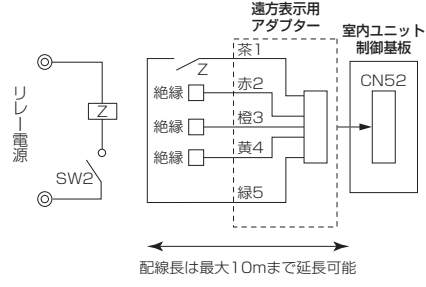 遠方表示用
アダプター
室内ユニット
制御基板
茶1
Z
CN52
赤2
絶縁
リレー電源
Z
橙3
絶縁
黄4
絶縁
SW2
緑5
配線長は最大10mまで延長可能